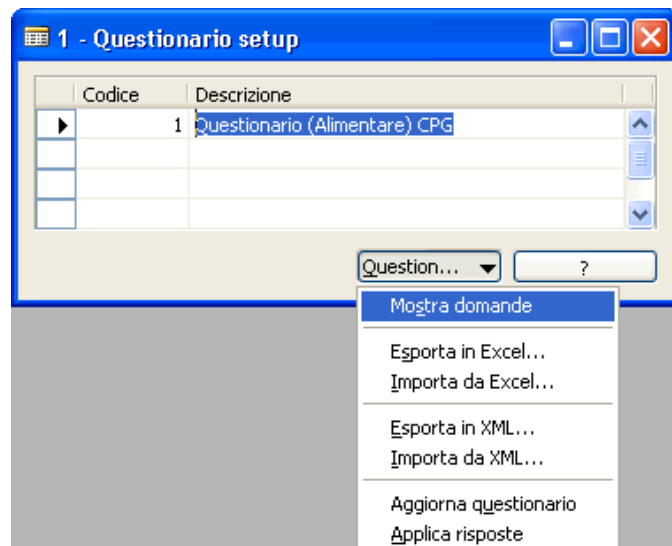 1 - Questionario setup
Codice Descrizione
1 Questionario (Alimentare) CPG
Question... ?
Mostra domande
Esporta in Excel...
Importa da Excel...
Esporta in XML...
Importa da XML...
Aggiorna questionario
Applica risposte